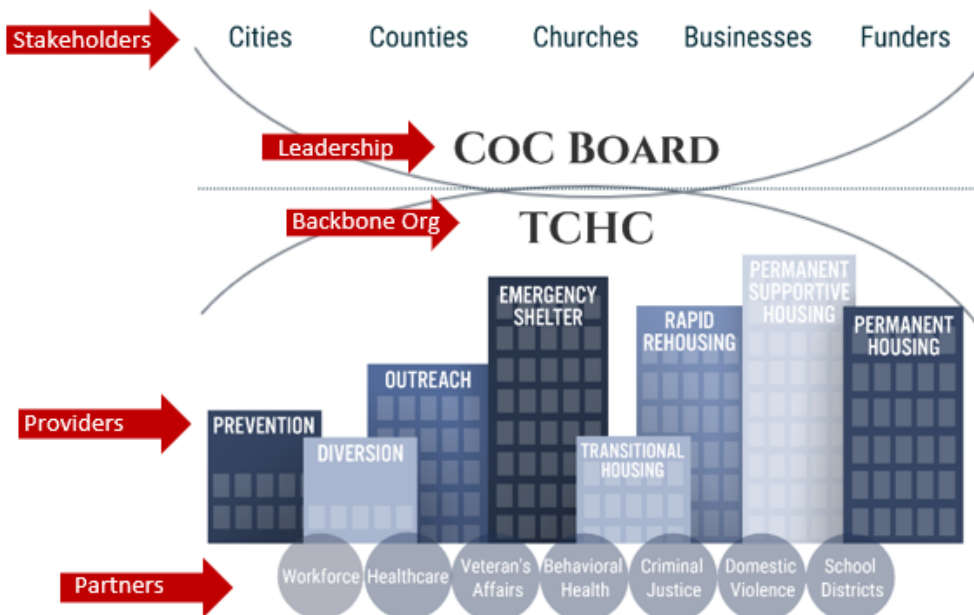 Stakeholders
Cities Counties Churches Businesses Funders
Leadership
CoC Board
Backbone Org
TCHC
Providers
PREVENTION
DIVERSION
OUTREACH
EMERGENCY
SHELTER
TRANSITIONAL
HOUSING
RAPID
REHOUSING
PERMANENT
SUPPORTIVE
HOUSING
PERMANENT
HOUSING
Partners
Workforce
Healthcare
Veteran's
Affairs
Behavioral
Health
Criminal
Justice
Domestic
Violence
School
Districts